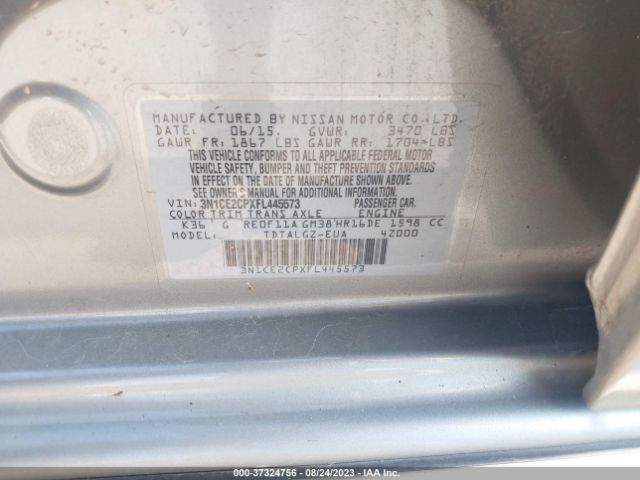 MANUFACTURED BY NISSAN MOTOR CO.,LTD.
DATE: 06/15. GVWR: 3470 LBS
GAWR FR: 1867 LBS GAWR RR: 1704 LBS
THIS VEHICLE CONFORMS TO ALL APPLICABLE FEDERAL MOTOR
VEHICLE SAFETY, BUMPER AND THEFT PREVENTION STANDARDS
IN EFFECT ON THE DATE OF MANUFACTURE SHOWN ABOVE.
SEE OWNER'S MANUAL FOR ADDITIONAL INFORMATION.
VIN: 3N1CE2CPXFL445573 PASSENGER CAR.
COLOR TRIM TRANS AXLE ENGINE
K36 G RE0F11A GM38 HR16DE 1598 CC
MODEL: TDTALGZ-EUA 4Z000
3N1CE2CPXFL445573
0000 - 37324756 - 08/24/2023 - IAA Inc.